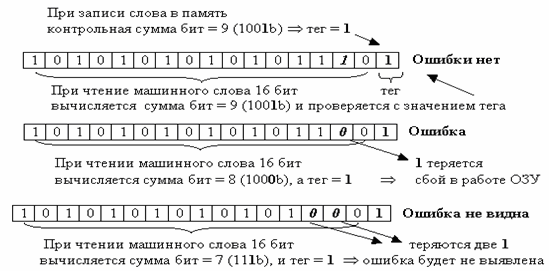 При записи слова в память
контрольная сумма бит = 9 (1001b) ⇒ тег = 1
1 0 1 0 1 0 1 0 1 0 1 0 1 1 1 0 1 Ошибки нет
При чтение машинного слова 16 бит тег
вычисляется сумма бит = 9 (1001b) и проверяется с значением тега
1 0 1 0 1 0 1 0 1 0 1 0 1 1 0 0 1 Ошибка
При чтении машинного слова 16 бит 1 теряется
вычисляется сумма бит = 8 (1000b), а тег = 1 ⇒ сбой в работе ОЗУ
1 0 1 0 1 0 1 0 1 0 1 0 1 0 0 0 1 Ошибка не видна
При чтении машинного слова 16 бит теряются две 1
вычисляется сумма бит = 7 (111b), и тег = 1 ⇒ ошибка будет не выявлена